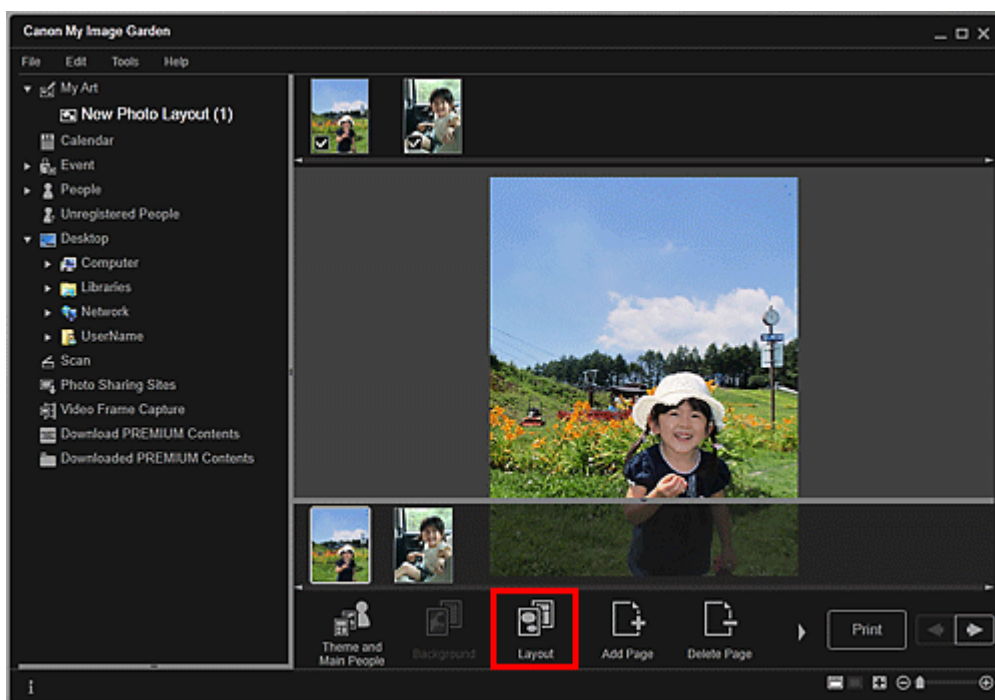 Canon My Image Garden
File Edit Tools Help
My Art
New Photo Layout (1)
Calendar
Event
People
Unregistered People
Desktop
Computer
Libraries
Network
UserName
Scan
Photo Sharing Sites
Video Frame Capture
Download PREMIUM Contents
Downloaded PREMIUM Contents
Theme and
Main People
Background
Layout
Add Page
Delete Page
Print